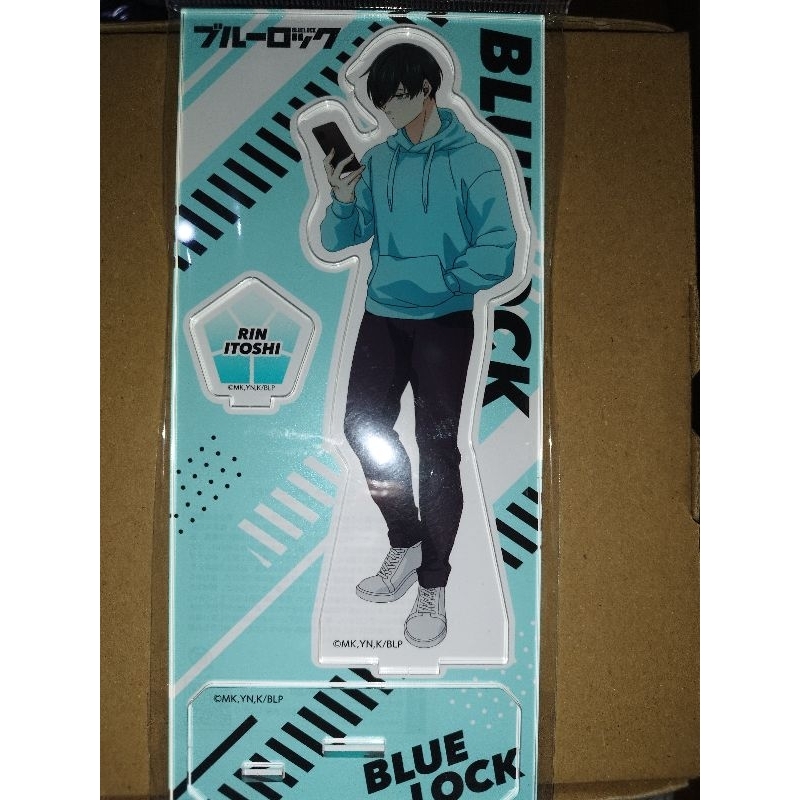 ブルーロック
BLUELOCK
BLUE LOCK
RIN
ITOSHI
©MK,YN,K/BLP
©MK,YN,K/BLP
©MK,YN,K/BLP
BLUE
LOCK